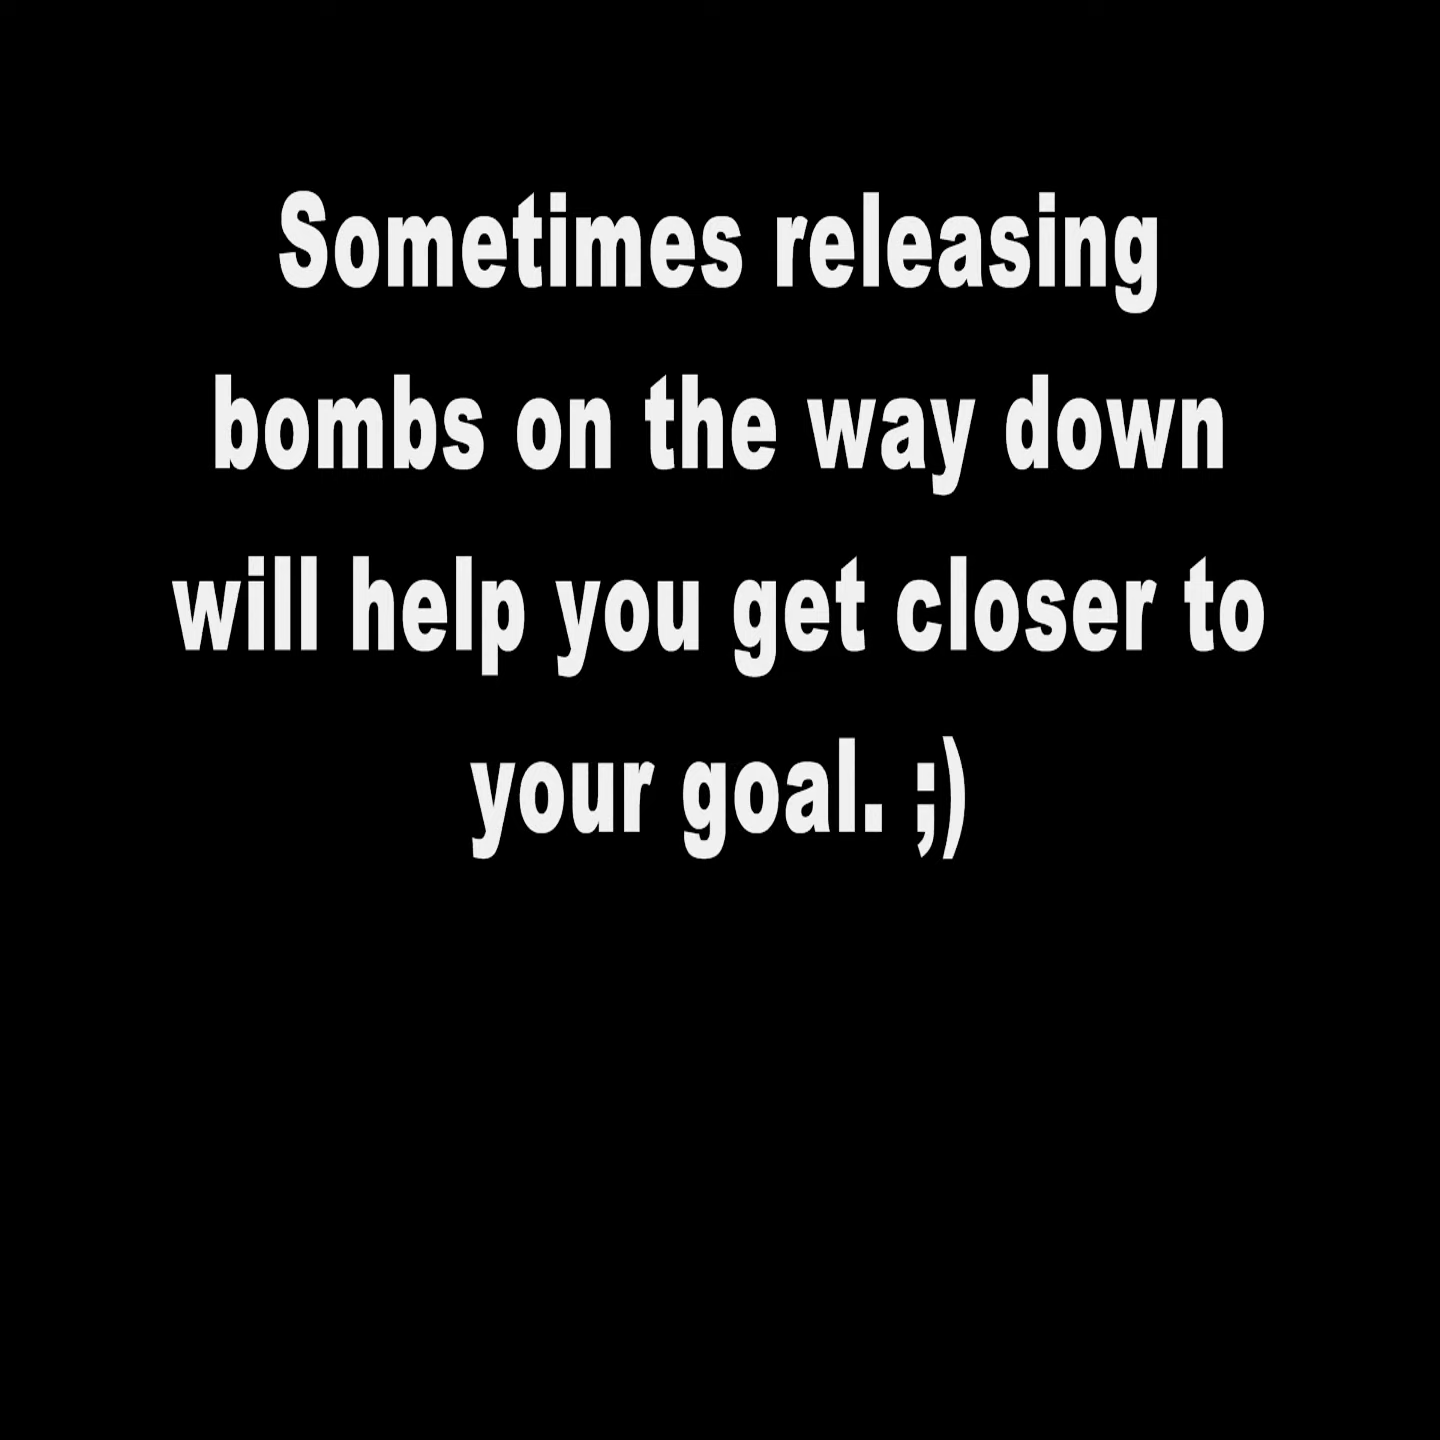 Sometimes releasing
bombs on the way down
will help you get closer to
your goal. ;)